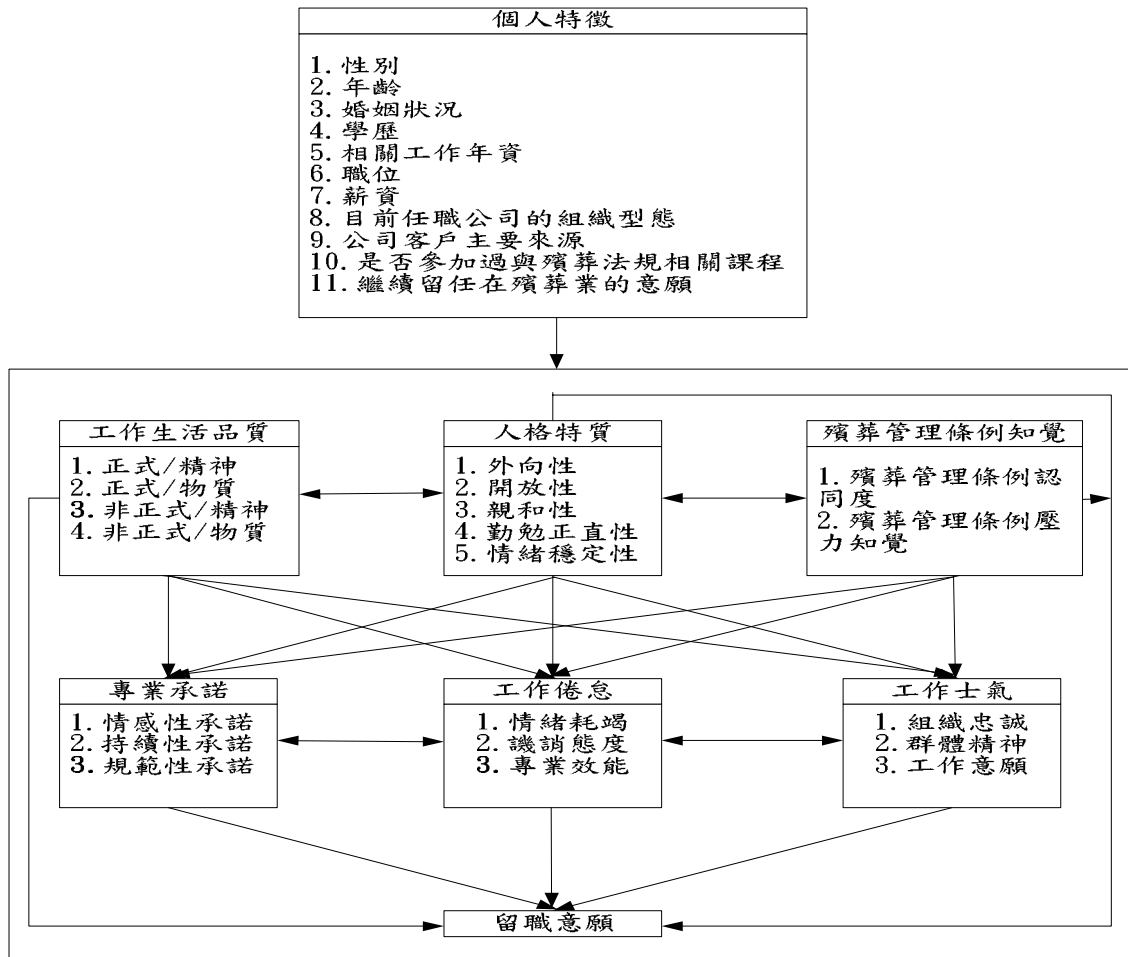 個人特徵
1. 性別
2. 年齡
3. 婚姻狀況
4. 學歷
5. 相關工作年資
6. 職位
7. 薪資
8. 目前任職公司的組織型態
9. 公司客戶主要來源
10. 是否參加過與殯葬法規相關課程
11. 繼續留任在殯葬業的意願
工作生活品質
1. 正式/精神
2. 正式/物質
3. 非正式/精神
4. 非正式/物質
人格特質
1. 外向性
2. 開放性
3. 親和性
4. 勤勉正直性
5. 情緒穩定性
殯葬管理條例知覺
1. 殯葬管理條例認
同度
2. 殯葬管理條例壓
力知覺
專業承諾
1. 情感性承諾
2. 持續性承諾
3. 規範性承諾
工作倦怠
1. 情緒耗竭
2. 譏誚態度
3. 專業效能
工作士氣
1. 組織忠誠
2. 群體精神
3. 工作意願
留職意願